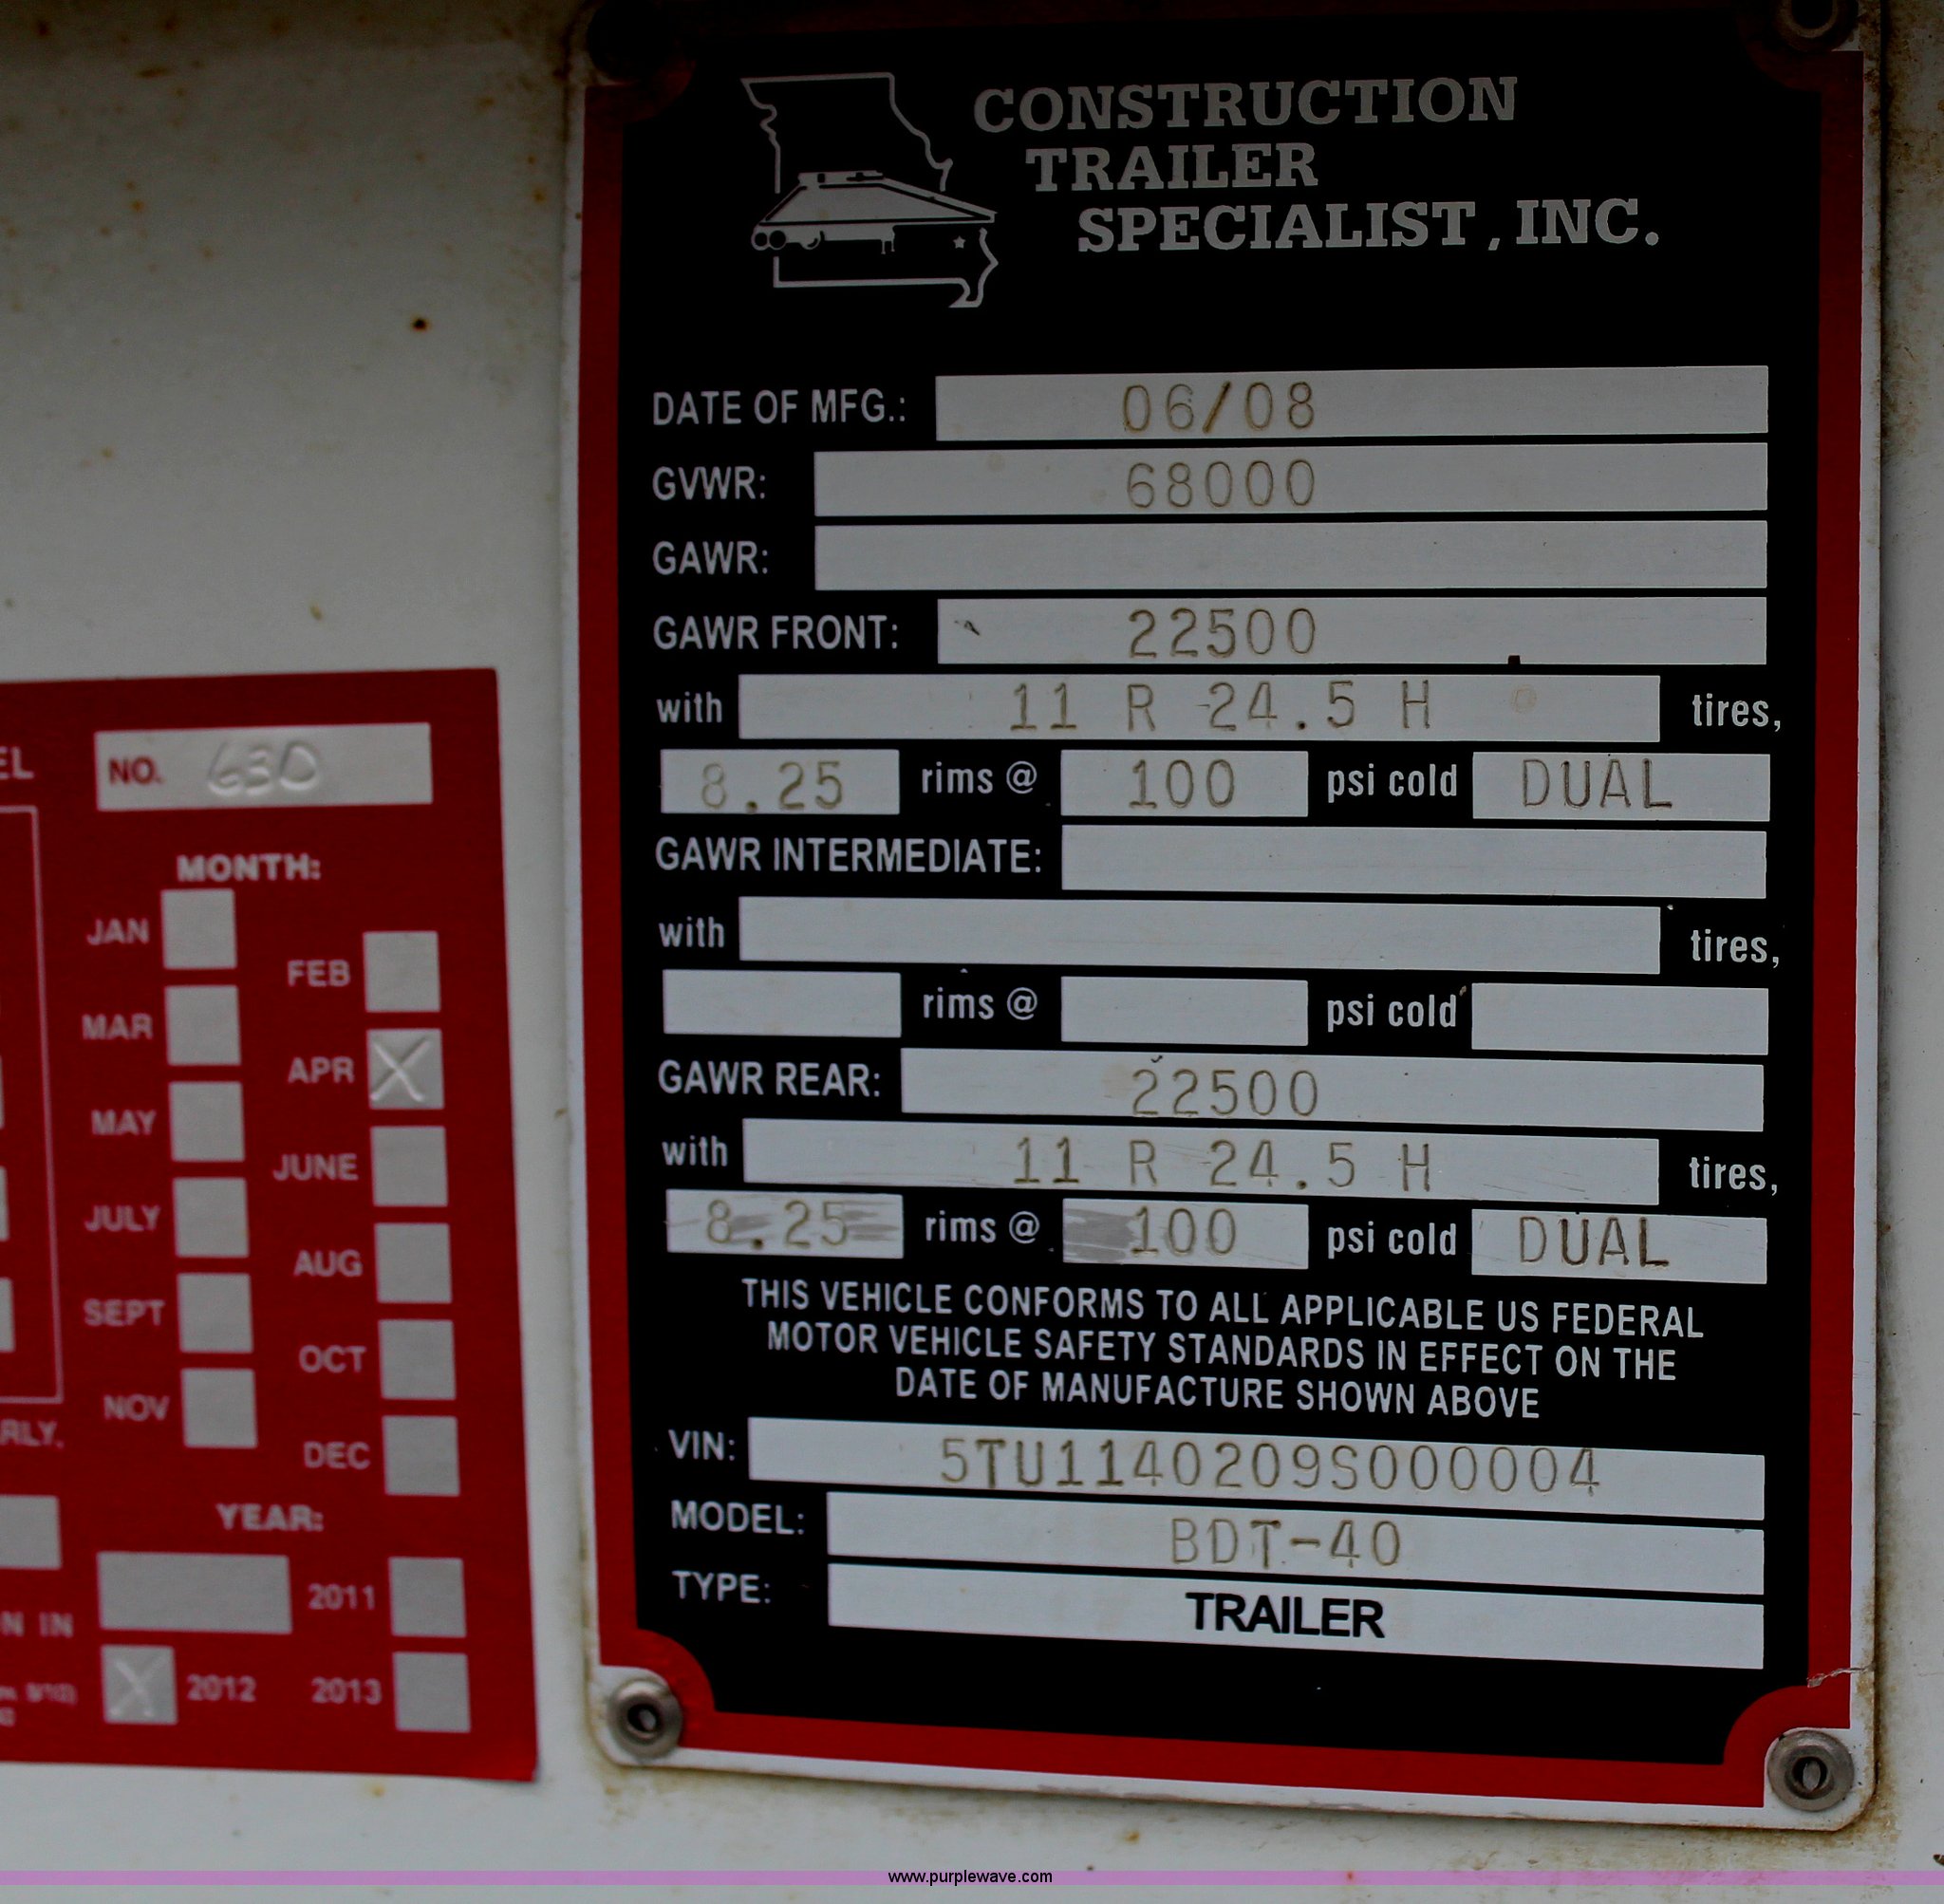 CONSTRUCTION
TRAILER
SPECIALIST, INC.
DATE OF MFG.: 06/08
GVWR: 68000
GAWR:
GAWR FRONT: 22500
with 11 R 24.5 H tires,
8.25 rims @ 100 psi cold DUAL
GAWR INTERMEDIATE:
with tires,
rims @ psi cold
GAWR REAR: 22500
with 11 R 24.5 H tires,
8.25 rims @ 100 psi cold DUAL
THIS VEHICLE CONFORMS TO ALL APPLICABLE US FEDERAL
MOTOR VEHICLE SAFETY STANDARDS IN EFFECT ON THE
DATE OF MANUFACTURE SHOWN ABOVE
VIN: 5TU1140209S000004
MODEL: BDT-40
TYPE: TRAILER
EL NO. 630
MONTH:
JAN
FEB
MAR
APR X
MAY
JUNE
JULY
AUG
SEPT
OCT
NOV
RLY.
DEC
YEAR:
2011
N IN
X 2012 2013
www.purplewave.com